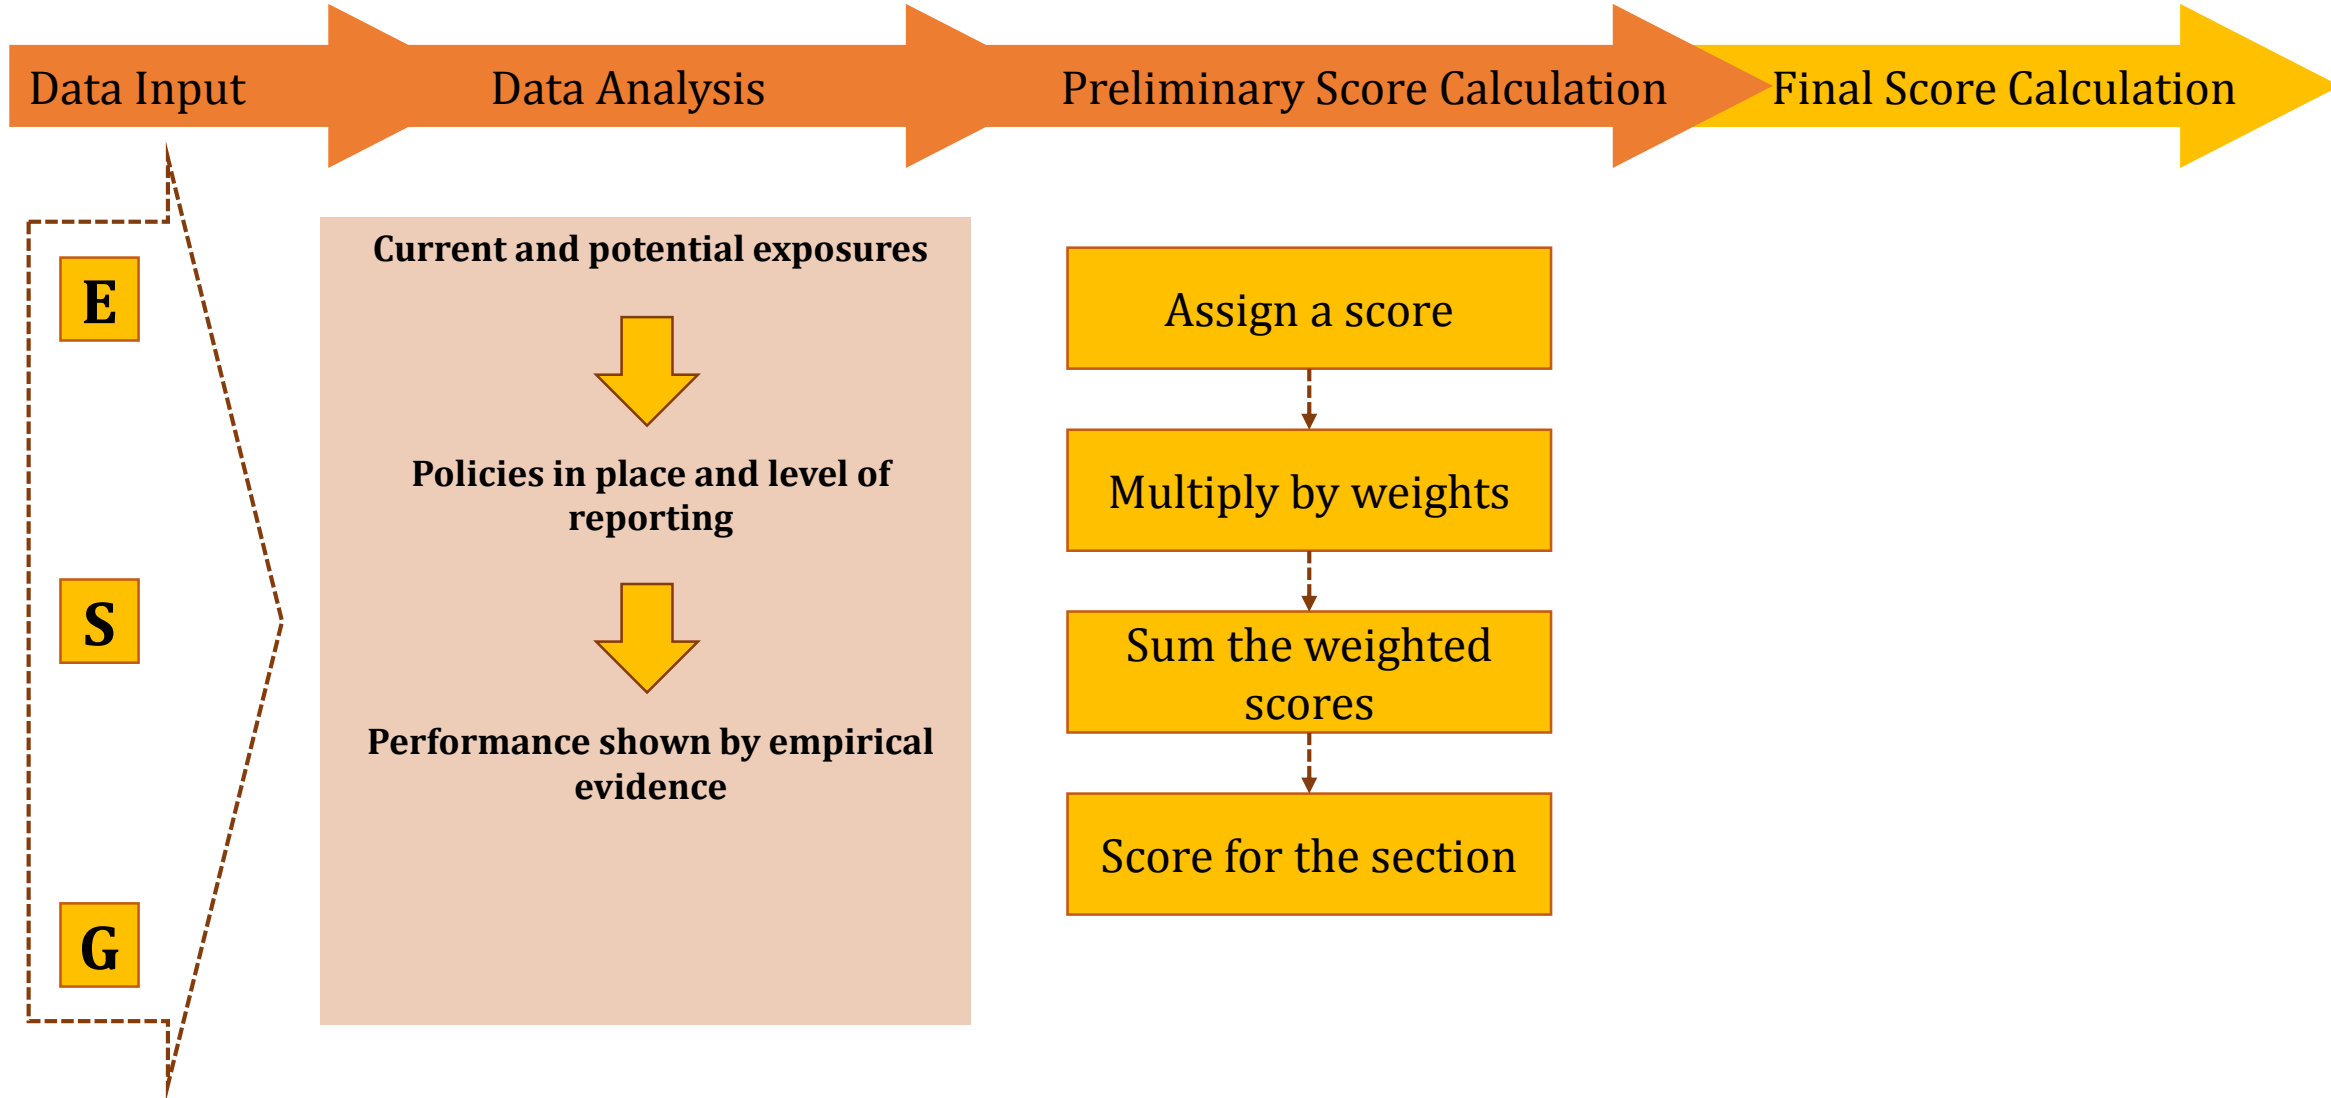 Data Input
Data Analysis
Preliminary Score Calculation
Final Score Calculation
E
S
G
Current and potential exposures
Policies in place and level of
reporting
Performance shown by empirical
evidence
Assign a score
Multiply by weights
Sum the weighted
scores
Score for the section